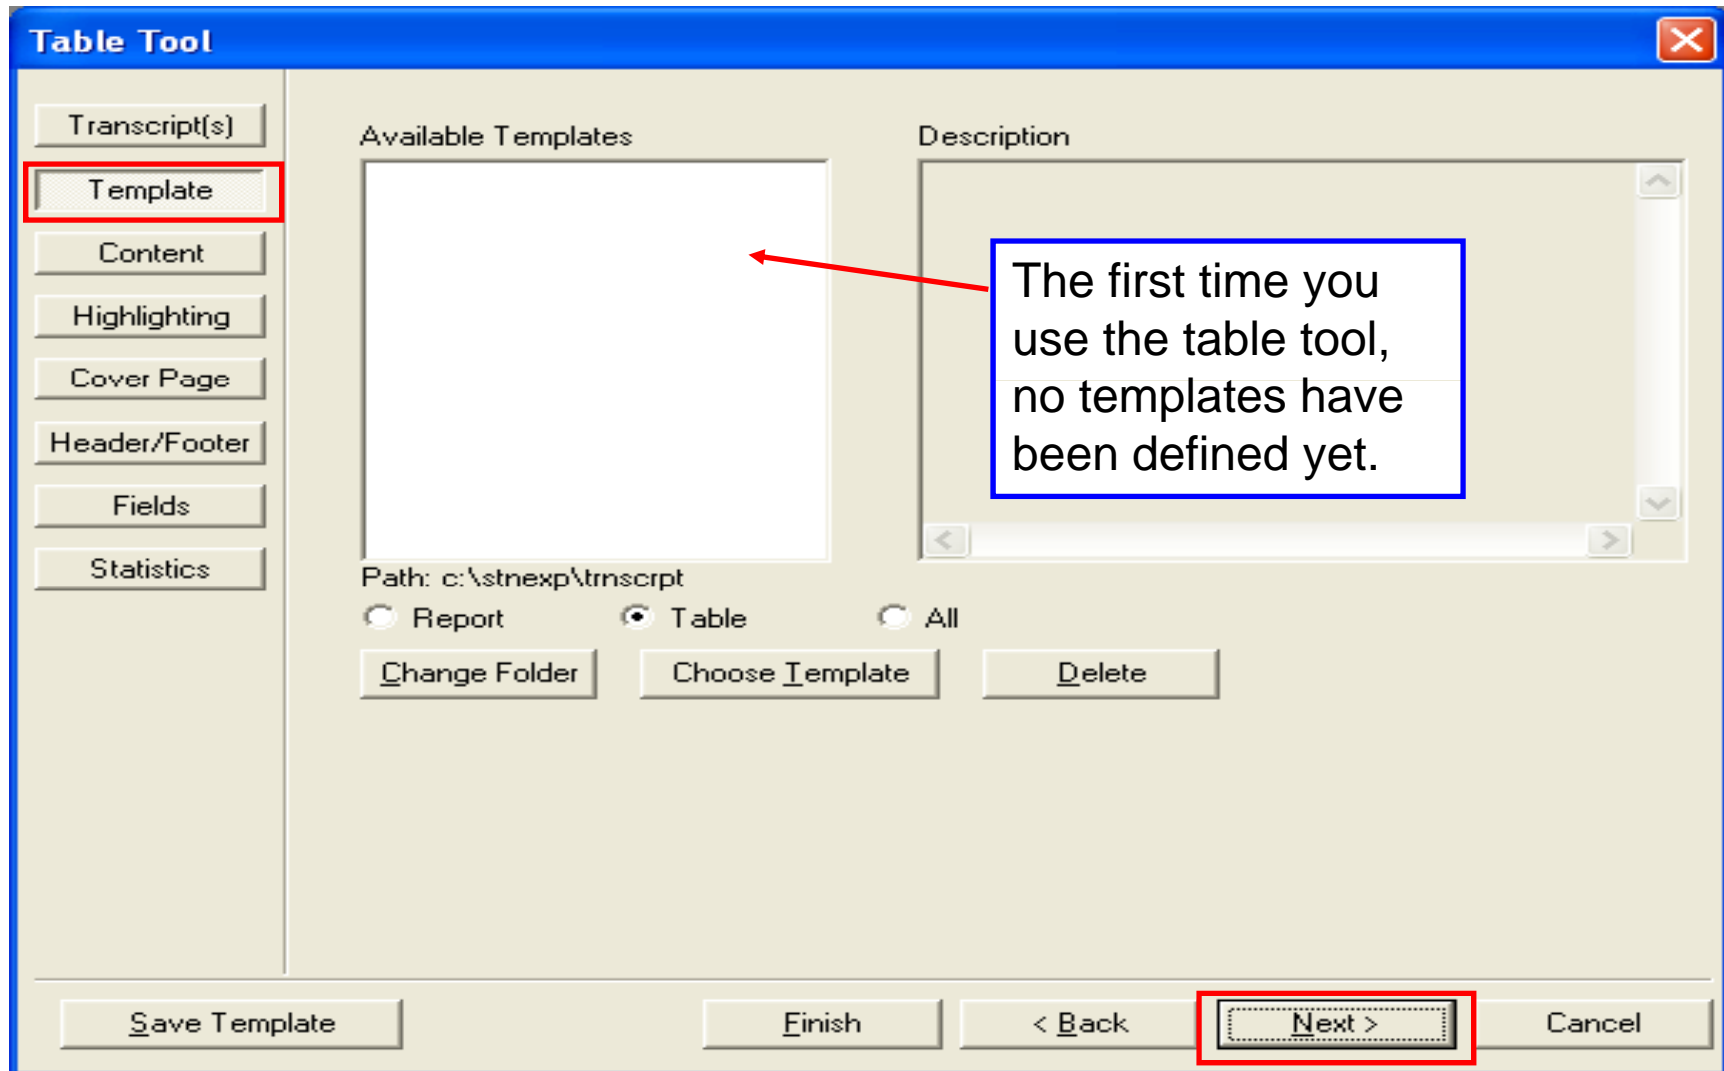 Table Tool
Transcript(s)
Template
Content
Highlighting
Cover Page
Header/Footer
Fields
Statistics
Available Templates
Description
The first time you
use the table tool,
no templates have
been defined yet.
Path: c:\stnexp\trnscrpt
Report Table All
Change Folder Choose Template Delete
Save Template Finish < Back Next > Cancel